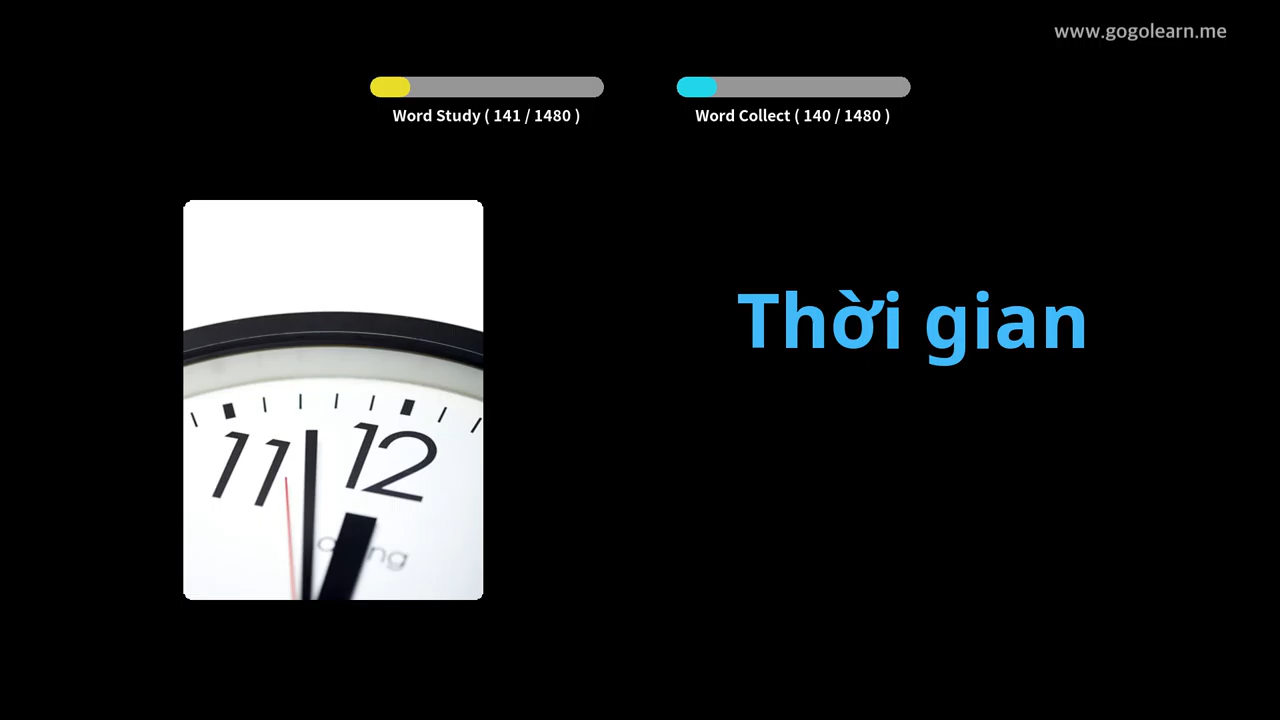 www.gogolearn.me
Word Study ( 141 / 1480 )
Word Collect ( 140 / 1480 )
Thời gian
11
12